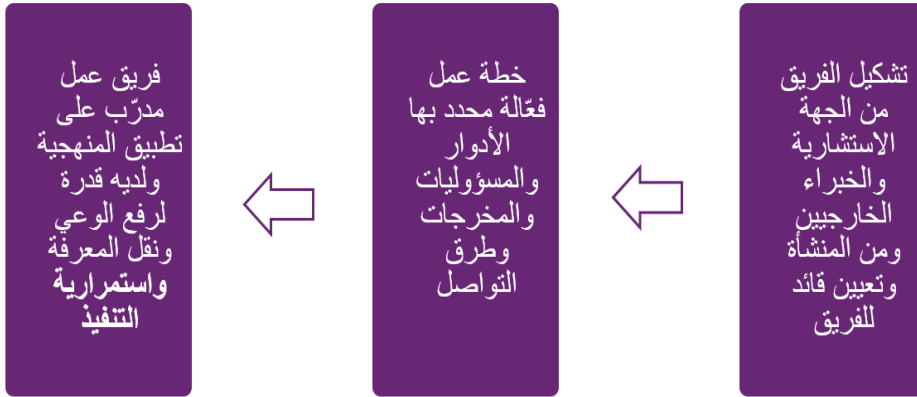 تشكيل الفريق
من الجهة
الاستشارية
والخبراء
الخارجيين
ومن المنشأة
وتعيين قائد
للفريق
خطة عمل
فعّالة محدد بها
الأدوار
والمسؤوليات
والمخرجات
وطرق
التواصل
فريق عمل
مدرّب على
تطبيق المنهجية
ولديه قدرة
لرفع الوعي
ونقل المعرفة
واستمرارية
التنفيذ